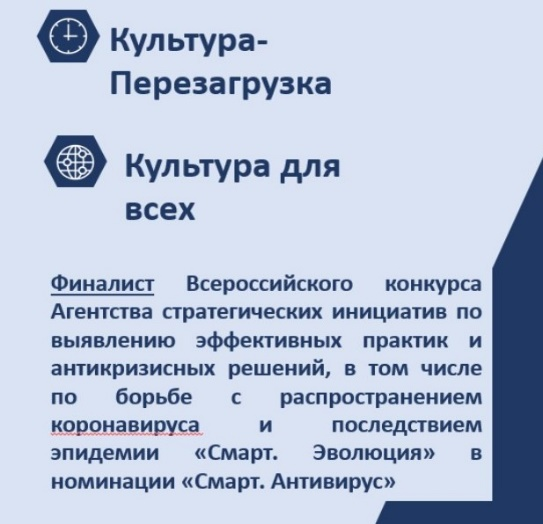 Культура-
Перезагрузка
Культура для
всех
Финалист Всероссийского конкурса
Агентства стратегических инициатив по
выявлению эффективных практик и
антикризисных решений, в том числе
по борьбе с распространением
коронавируса и последствием
эпидемии «Смарт. Эволюция» в
номинации «Смарт. Антивирус»